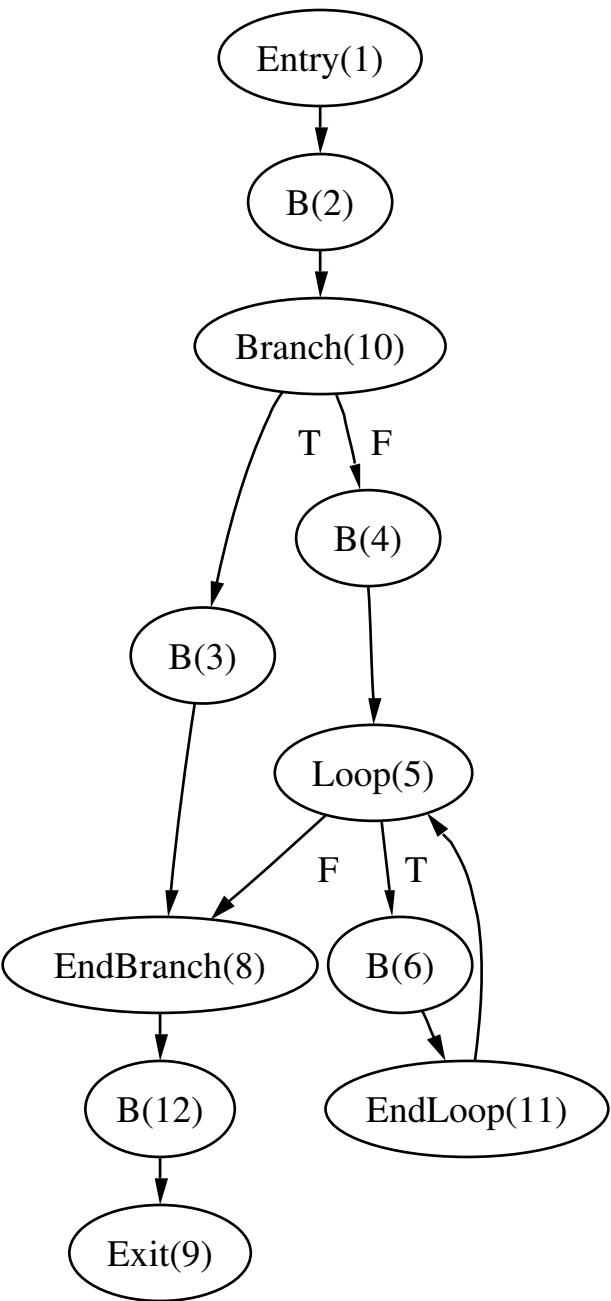 Entry(1)
B(2)
Branch(10)
T
F
B(4)
B(3)
Loop(5)
F
T
EndBranch(8)
B(6)
B(12)
EndLoop(11)
Exit(9)